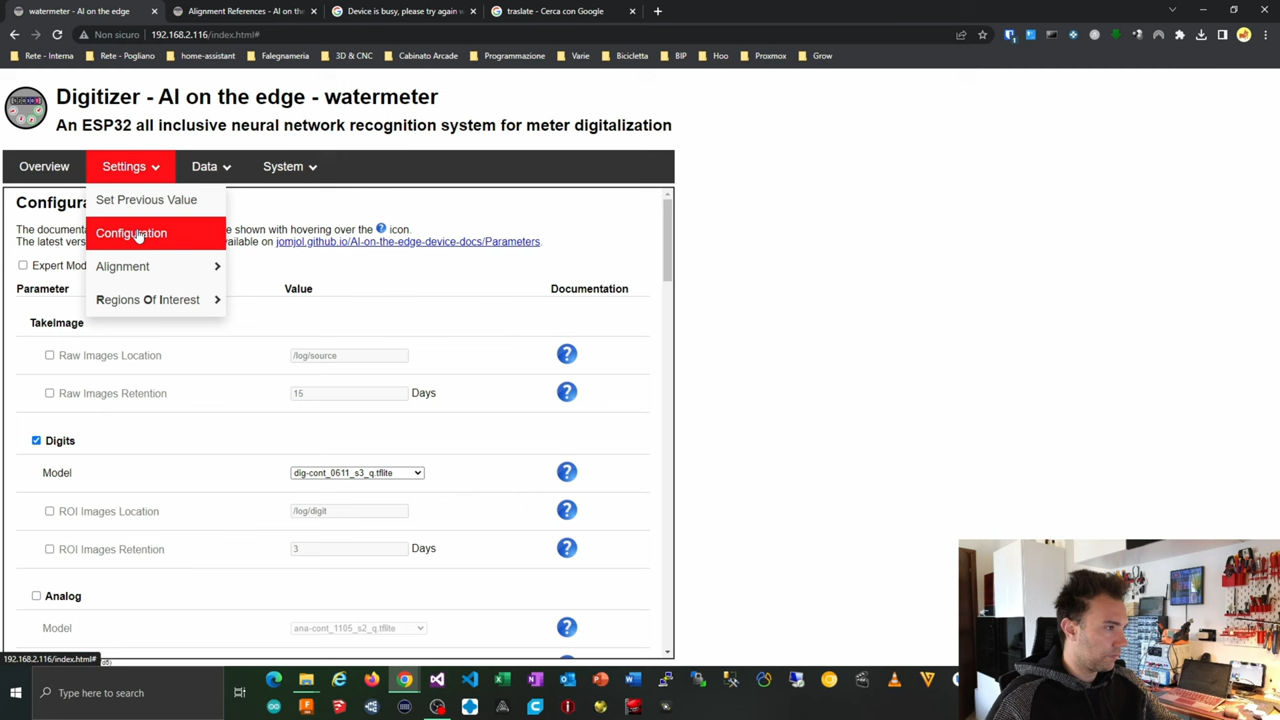 watermeter - AI on the edge
Alignment References - AI on the
Device is busy, please try again
traslate - Cerca con Google
Non sicuro
192.168.2.116/index.html#
Rete - Interna
Rete - Pogliano
home-assistant
Falegnameria
3D & CNC
Cabinato Arcade
Programmazione
Varie
Bicicletta
BIP
Hoo
Proxmox
Grow
Digitizer - AI on the edge - watermeter
An ESP32 all inclusive neural network recognition system for meter digitalization
Overview
Settings
Data
System
Set Previous Value
Configuration
Alignment
Regions Of Interest
Configura
The documenta
e shown with hovering over the ? icon.
The latest vers
vailable on jomjol.github.io/AI-on-the-edge-device-docs/Parameters.
Expert Mod
Parameter
Value
Documentation
TakeImage
Raw Images Location
/log/source
?
Raw Images Retention
15
Days
?
Digits
Model
dig-cont_0611_s3_q.tflite
?
ROI Images Location
/log/digit
?
ROI Images Retention
3
Days
?
Analog
Model
ana-cont_1105_s2_q.tflite
?
192.168.2.116/index.html#
Type here to search